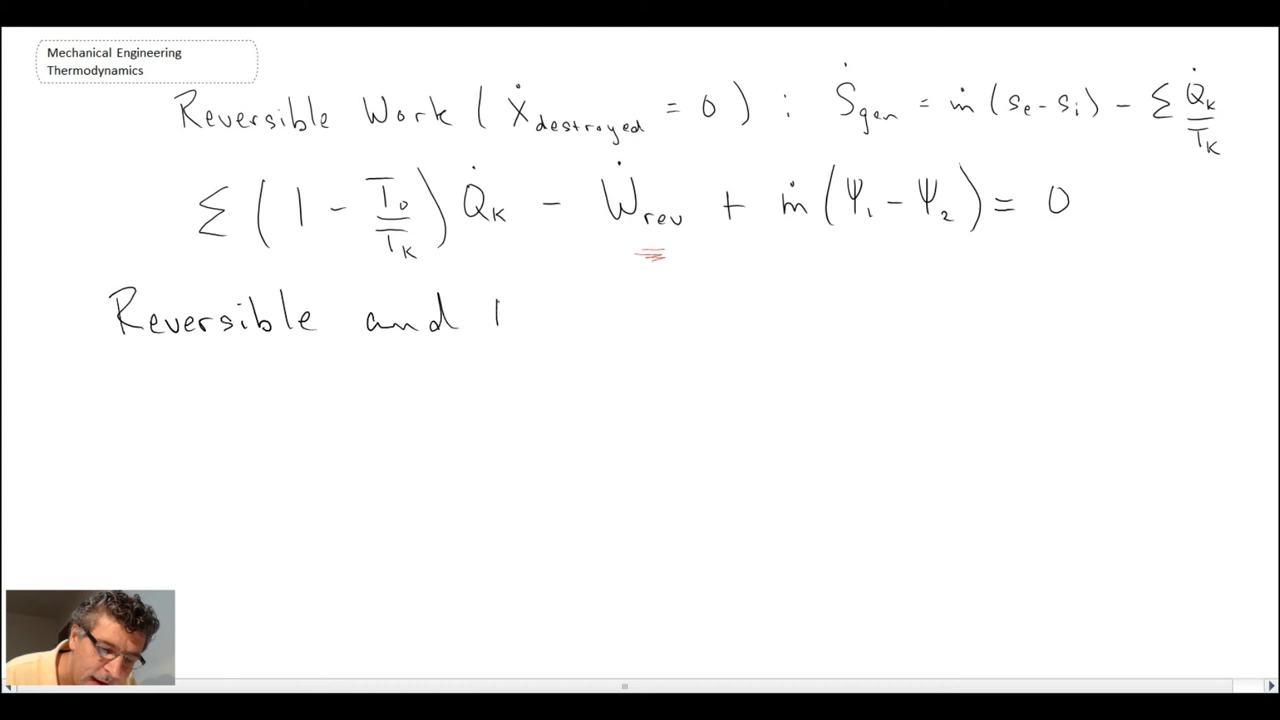 Mechanical Engineering
Thermodynamics
Reversible Work ( Ẋdestroyed = 0 ) : Ṡgen = ṁ (se - si) - Σ Q̇K/TK
Σ ( 1 - T0/TK ) Q̇K - Ẇrev + ṁ (Ψ1 - Ψ2) = 0
Reversible and